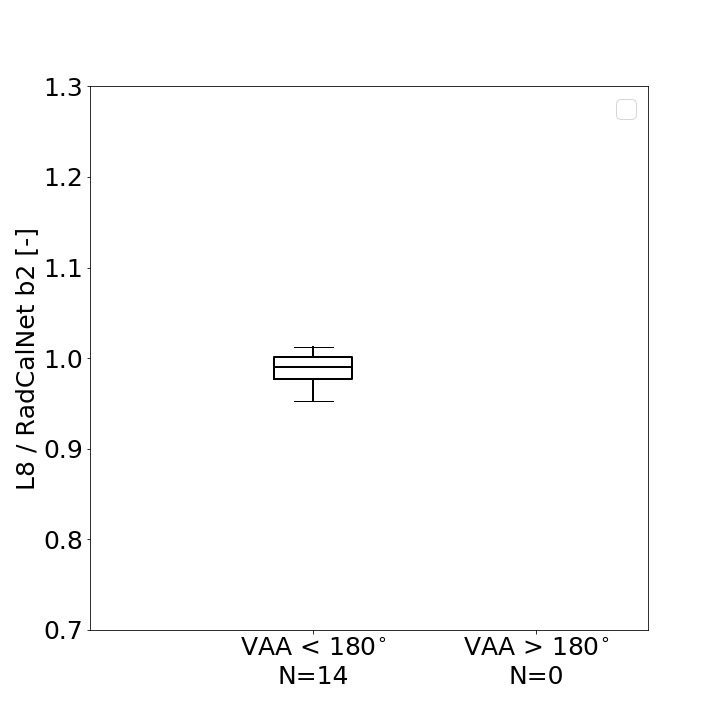 1.3
1.2
1.1
1.0
0.9
0.8
0.7
L8 / RadCalNet b2 [-]
VAA < 180°
N=14
VAA > 180°
N=0